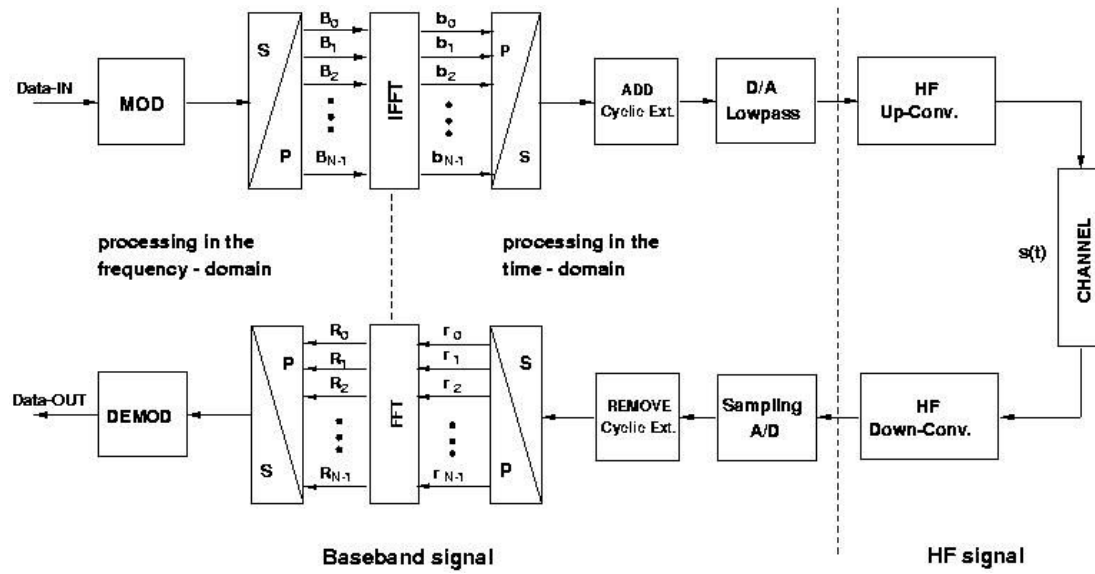 Data-IN
MOD
S
P
B0
B1
B2
BN-1
IFFT
b0
b1
b2
bN-1
P
S
ADD
Cyclic Ext.
D/A
Lowpass
HF
Up-Conv.
processing in the
frequency - domain
processing in the
time - domain
s(t)
CHANNEL
Data-OUT
DEMOD
P
S
R0
R1
R2
RN-1
FFT
r0
r1
r2
rN-1
S
P
REMOVE
Cyclic Ext.
Sampling
A/D
HF
Down-Conv.
Baseband signal
HF signal